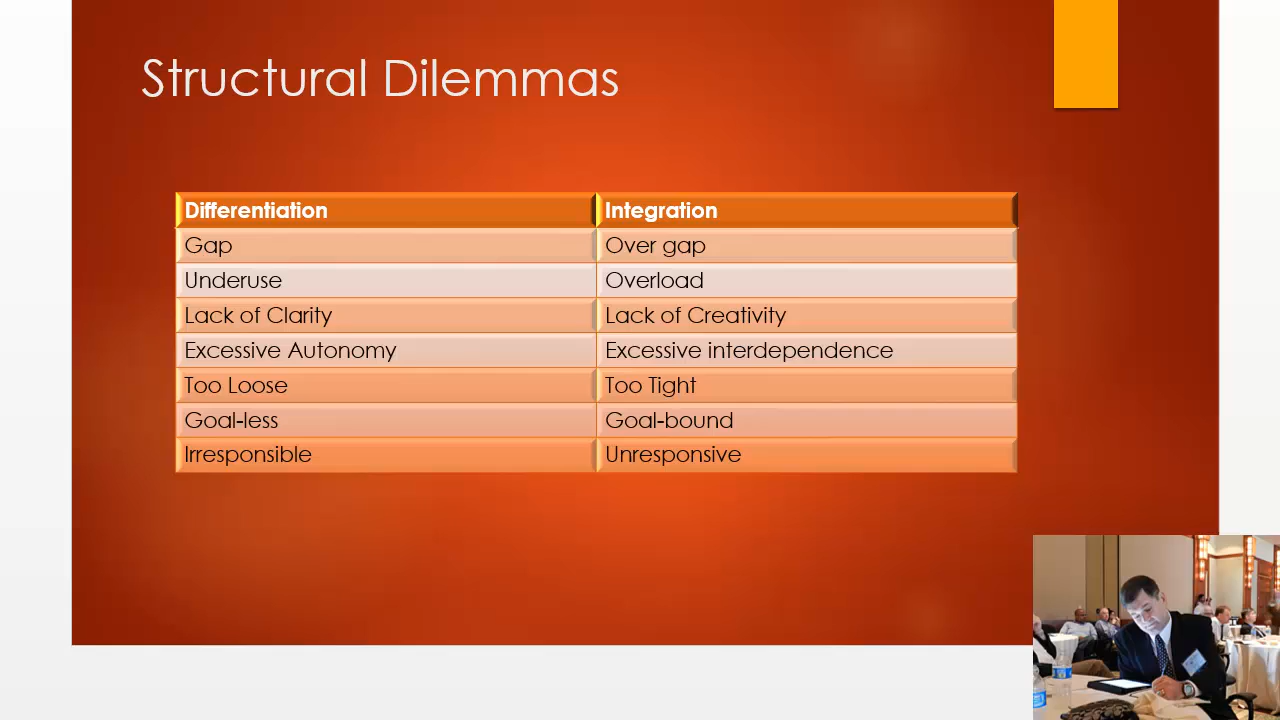 Structural Dilemmas
Differentiation Integration
Gap Over gap
Underuse Overload
Lack of Clarity Lack of Creativity
Excessive Autonomy Excessive interdependence
Too Loose Too Tight
Goal-less Goal-bound
Irresponsible Unresponsive